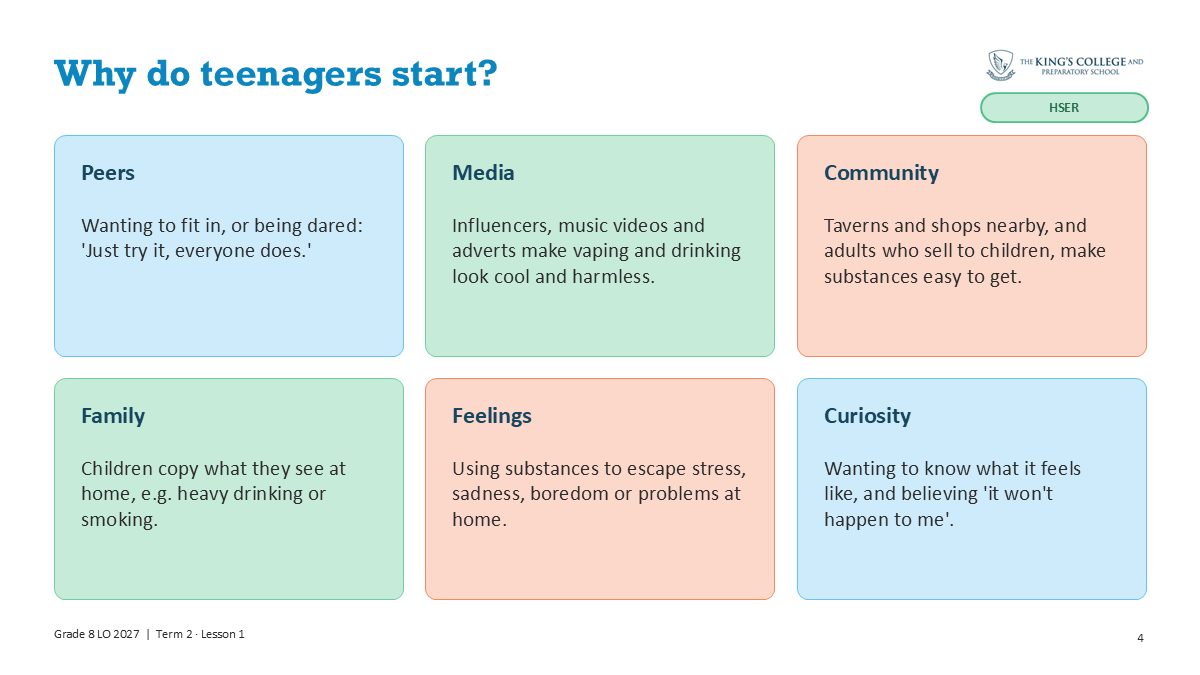 Why do teenagers start?
THE KING'S COLLEGE AND
PREPARATORY SCHOOL
HSER
Peers
Wanting to fit in, or being dared:
'Just try it, everyone does.'
Media
Influencers, music videos and
adverts make vaping and drinking
look cool and harmless.
Community
Taverns and shops nearby, and
adults who sell to children, make
substances easy to get.
Family
Children copy what they see at
home, e.g. heavy drinking or
smoking.
Feelings
Using substances to escape stress,
sadness, boredom or problems at
home.
Curiosity
Wanting to know what it feels
like, and believing 'it won't
happen to me'.
Grade 8 LO 2027 | Term 2 · Lesson 1
4